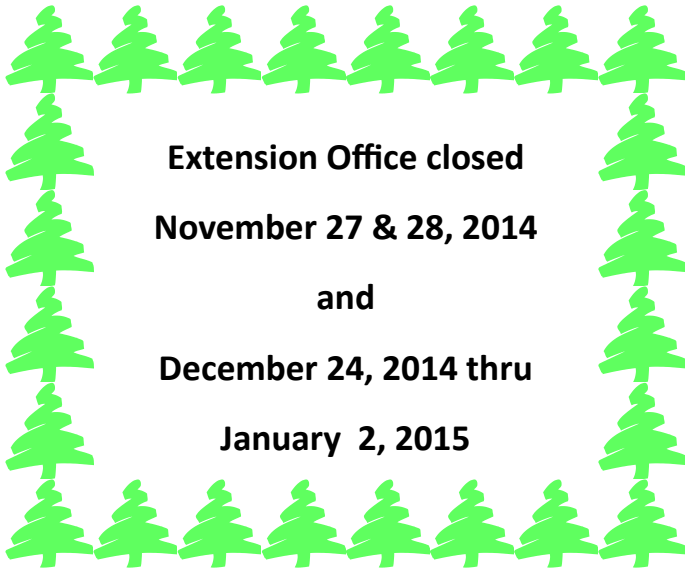 Extension Office closed
November 27 & 28, 2014
and
December 24, 2014 thru
January 2, 2015